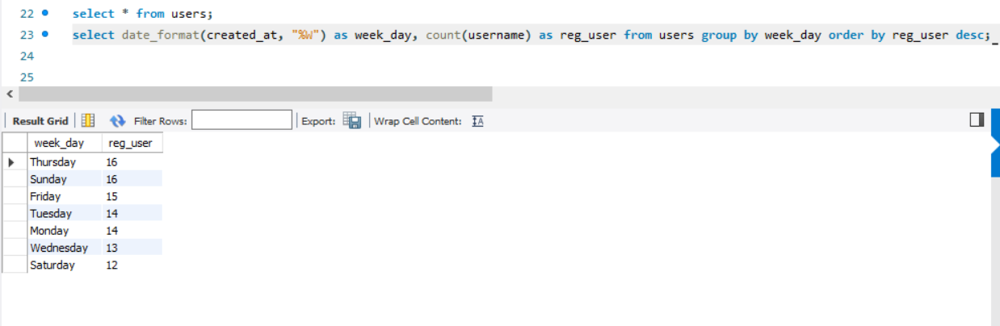 22 select * from users;
23 select date_format(created_at, "%W") as week_day, count(username) as reg_user from users group by week_day order by reg_user desc;
24
25
Result Grid Filter Rows: Export: Wrap Cell Content: IA
week_day reg_user
Thursday 16
Sunday 16
Friday 15
Tuesday 14
Monday 14
Wednesday 13
Saturday 12